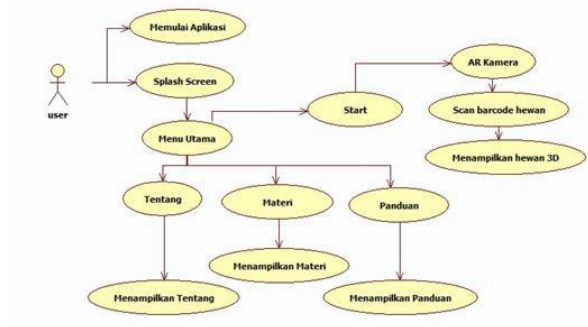 Memulai Aplikasi
AR Kamera
Splash Screen
user
Start
Scan barcode hewan
Menu Utama
Menampilkan hewan 3D
Tentang
Materi
Panduan
Menampilkan Materi
Menampilkan Tentang
Menampilkan Panduan